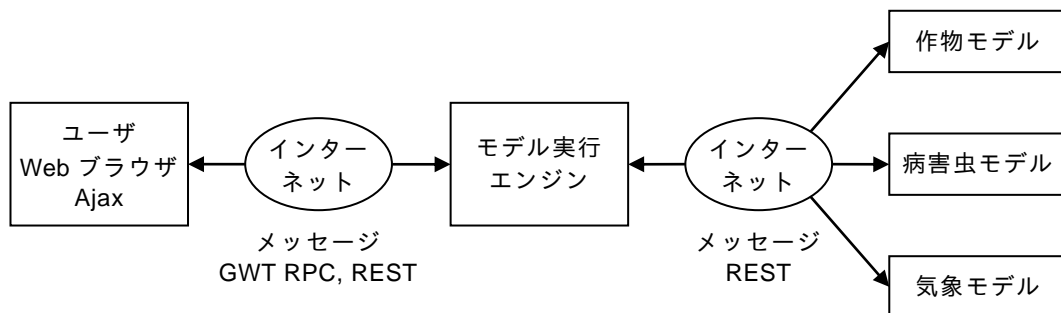 作物モデル
ユーザ
Web ブラウザ
Ajax
インター
ネット
モデル実行
エンジン
インター
ネット
病害虫モデル
メッセージ
GWT RPC, REST
メッセージ
REST
気象モデル